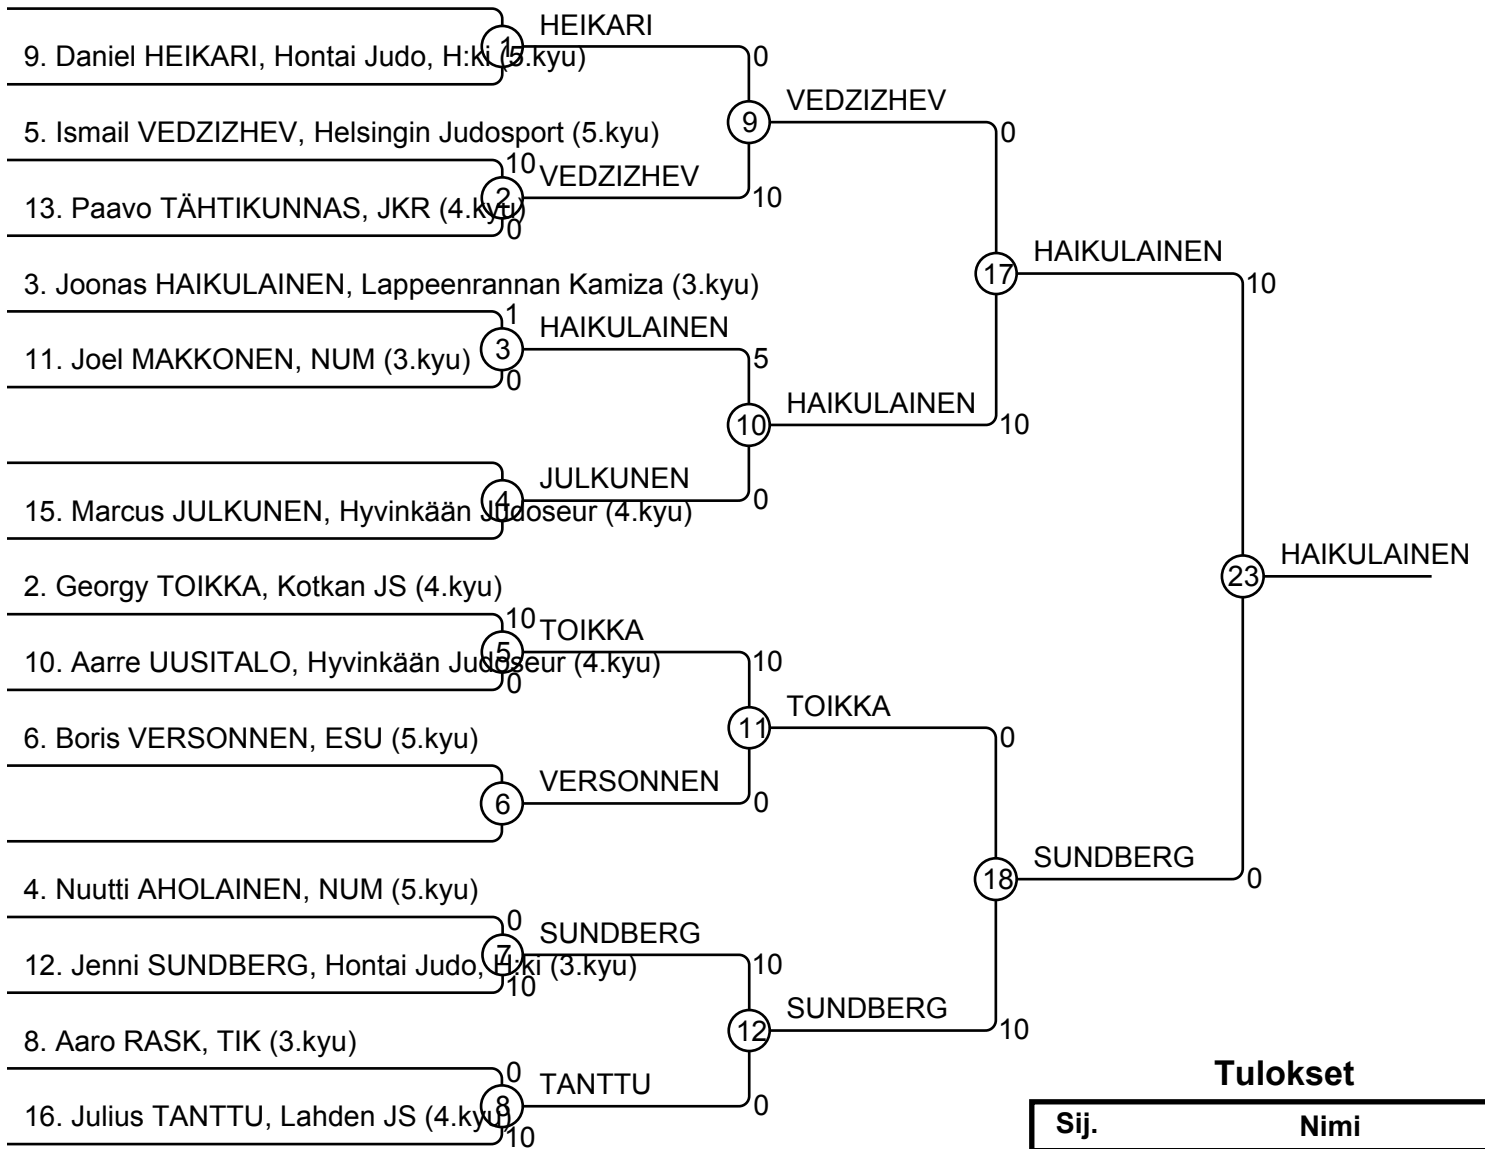 HEIKARI
1
9. Daniel HEIKARI, Hontai Judo, H:ki (5.kyu)
0
VEDZIZHEV
9
0
5. Ismail VEDZIZHEV, Helsingin Judosport (5.kyu)
10
VEDZIZHEV
2
10
13. Paavo TÄHTIKUNNAS, JKR (4.kyu)
0
HAIKULAINEN
17
10
3. Joonas HAIKULAINEN, Lappeenrannan Kamiza (3.kyu)
1
HAIKULAINEN
3
5
11. Joel MAKKONEN, NUM (3.kyu)
0
HAIKULAINEN
10
10
JULKUNEN
4
0
15. Marcus JULKUNEN, Hyvinkään Judoseur (4.kyu)
HAIKULAINEN
23
2. Georgy TOIKKA, Kotkan JS (4.kyu)
10
TOIKKA
5
10
10. Aarre UUSITALO, Hyvinkään Judoseur (4.kyu)
0
TOIKKA
11
0
6. Boris VERSONNEN, ESU (5.kyu)
VERSONNEN
6
0
SUNDBERG
18
0
4. Nuutti AHOLAINEN, NUM (5.kyu)
0
SUNDBERG
7
10
12. Jenni SUNDBERG, Hontai Judo, H:ki (3.kyu)
10
SUNDBERG
12
10
8. Aaro RASK, TIK (3.kyu)
0
TANTTU
8
0
16. Julius TANTTU, Lahden JS (4.kyu)
10
Tulokset
Sij. Nimi